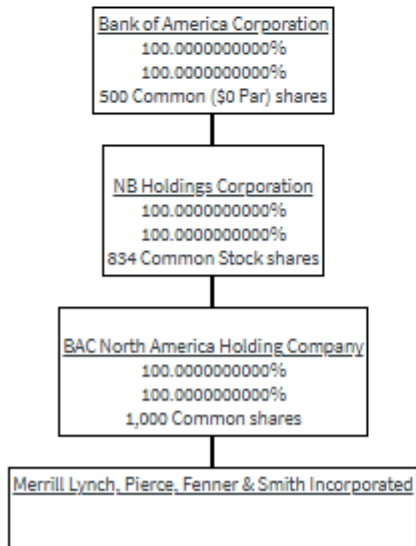 Bank of America Corporation
100.0000000000%
100.0000000000%
500 Common ($0 Par) shares
NB Holdings Corporation
100.0000000000%
100.0000000000%
834 Common Stock shares
BAC North America Holding Company
100.0000000000%
100.0000000000%
1,000 Common shares
Merrill Lynch, Pierce, Fenner & Smith Incorporated